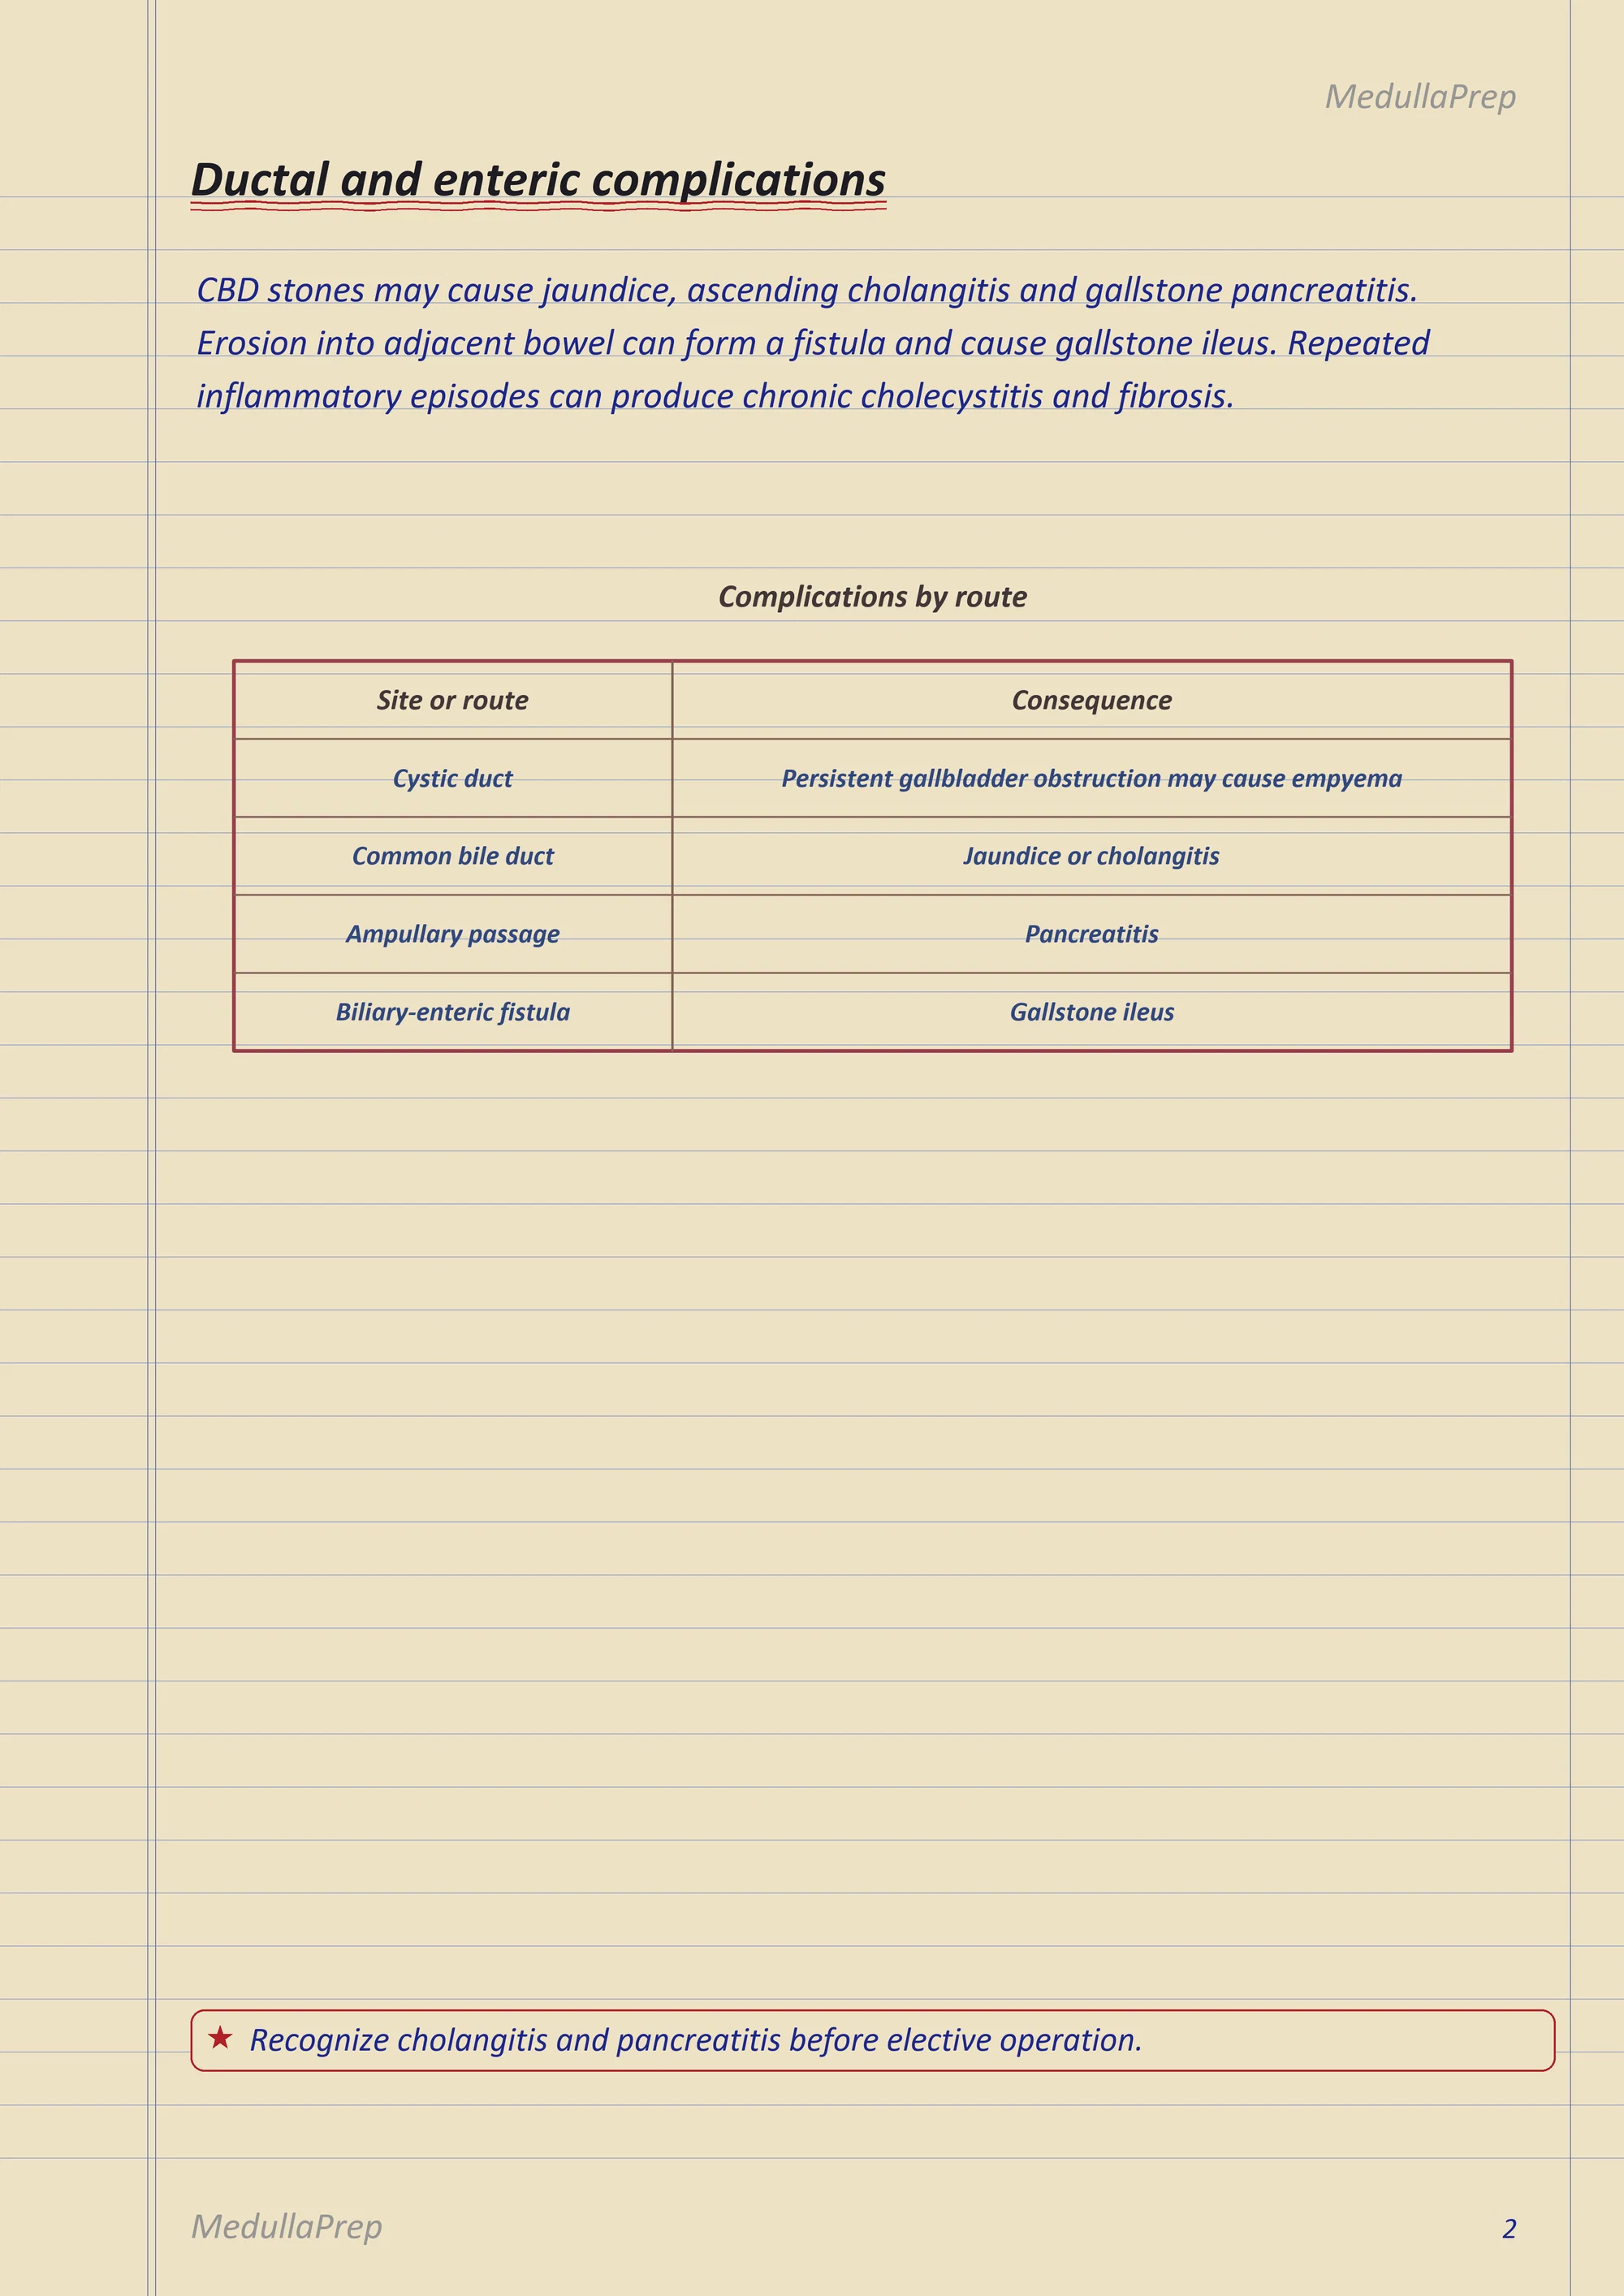 MedullaPrep
Ductal and enteric complications
CBD stones may cause jaundice, ascending cholangitis and gallstone pancreatitis.
Erosion into adjacent bowel can form a fistula and cause gallstone ileus. Repeated
inflammatory episodes can produce chronic cholecystitis and fibrosis.
Complications by route
Site or route Consequence
Cystic duct Persistent gallbladder obstruction may cause empyema
Common bile duct Jaundice or cholangitis
Ampullary passage Pancreatitis
Biliary-enteric fistula Gallstone ileus
★ Recognize cholangitis and pancreatitis before elective operation.
MedullaPrep 2